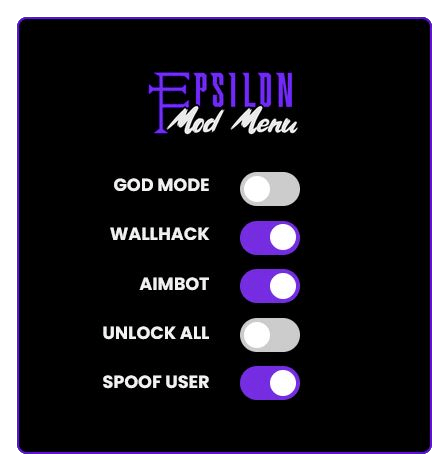 EPSILON
Mod Menu
GOD MODE
WALLHACK
AIMBOT
UNLOCK ALL
SPOOF USER